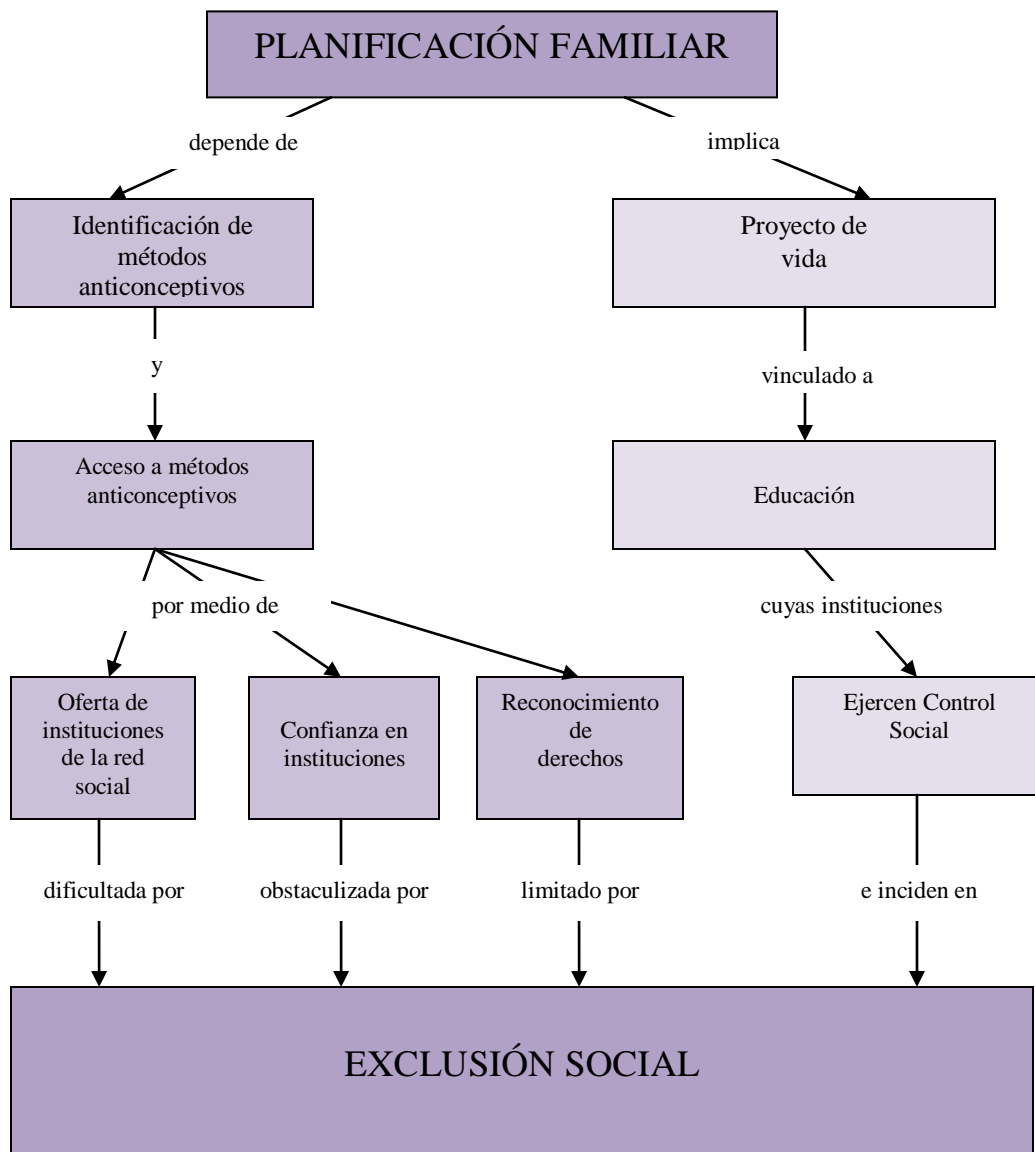 PLANIFICACIÓN FAMILIAR
depende de
implica
Identificación de
métodos
anticonceptivos
Proyecto de
vida
y
vinculado a
Acceso a métodos
anticonceptivos
Educación
por medio de
cuyas instituciones
Oferta de
instituciones
de la red
social
Confianza en
instituciones
Reconocimiento
de
derechos
Ejercen Control
Social
dificultada por
obstaculizada por
limitado por
e inciden en
EXCLUSIÓN SOCIAL